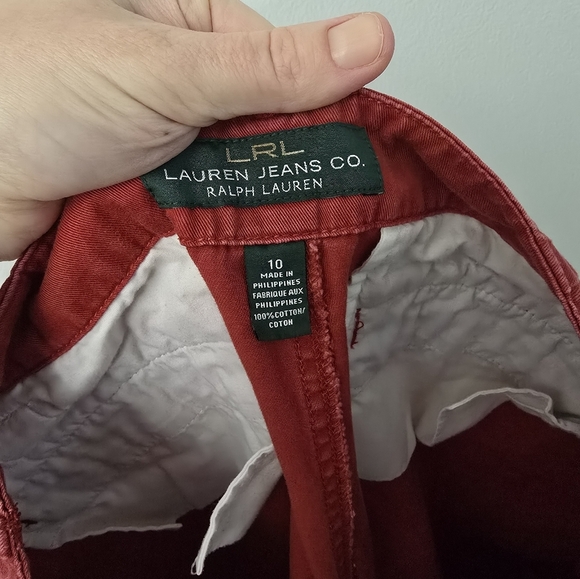 LRL
LAUREN JEANS CO.
RALPH LAUREN
10
MADE IN
PHILIPPINES
FABRIQUE AUX
PHILIPPINES
100%COTTON/
COTON